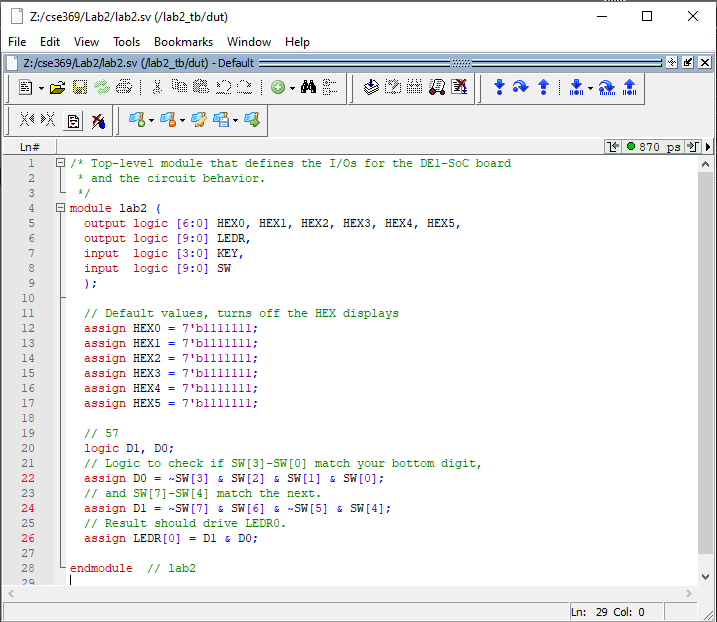 Z:/cse369/Lab2/lab2.sv (/lab2_tb/dut)
File Edit View Tools Bookmarks Window Help
Z:/cse369/Lab2/lab2.sv (/lab2_tb/dut) - Default
Ln#
870 ps
1 /* Top-level module that defines the I/Os for the DE1-SoC board
2 * and the circuit behavior.
3 */
4 module lab2 (
5 output logic [6:0] HEX0, HEX1, HEX2, HEX3, HEX4, HEX5,
6 output logic [9:0] LEDR,
7 input logic [3:0] KEY,
8 input logic [9:0] SW
9 );
10
11 // Default values, turns off the HEX displays
12 assign HEX0 = 7'b1111111;
13 assign HEX1 = 7'b1111111;
14 assign HEX2 = 7'b1111111;
15 assign HEX3 = 7'b1111111;
16 assign HEX4 = 7'b1111111;
17 assign HEX5 = 7'b1111111;
18
19 // 57
20 logic D1, D0;
21 // Logic to check if SW[3]-SW[0] match your bottom digit,
22 assign D0 = ~SW[3] & SW[2] & SW[1] & SW[0];
23 // and SW[7]-SW[4] match the next.
24 assign D1 = ~SW[7] & SW[6] & ~SW[5] & SW[4];
25 // Result should drive LEDR0.
26 assign LEDR[0] = D1 & D0;
27
28 endmodule // lab2
29
Ln: 29 Col: 0